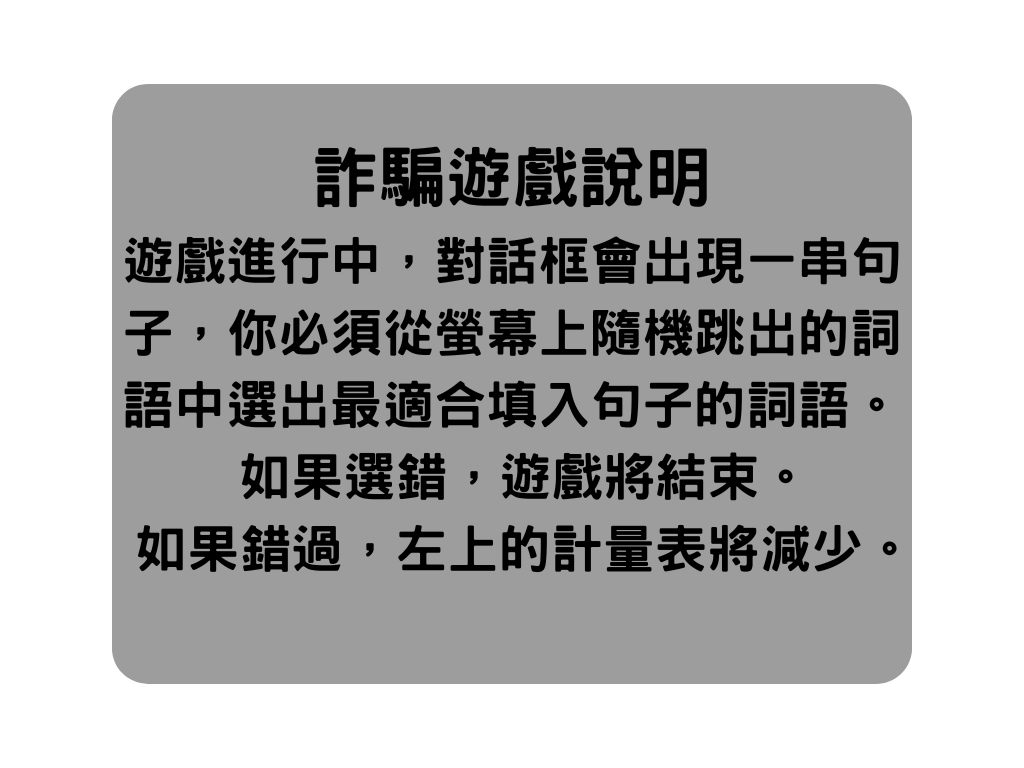 詐騙遊戲說明
遊戲進行中，對話框會出現一串句
子，你必須從螢幕上隨機跳出的詞
語中選出最適合填入句子的詞語。
如果選錯，遊戲將結束。
如果錯過，左上的計量表將減少。